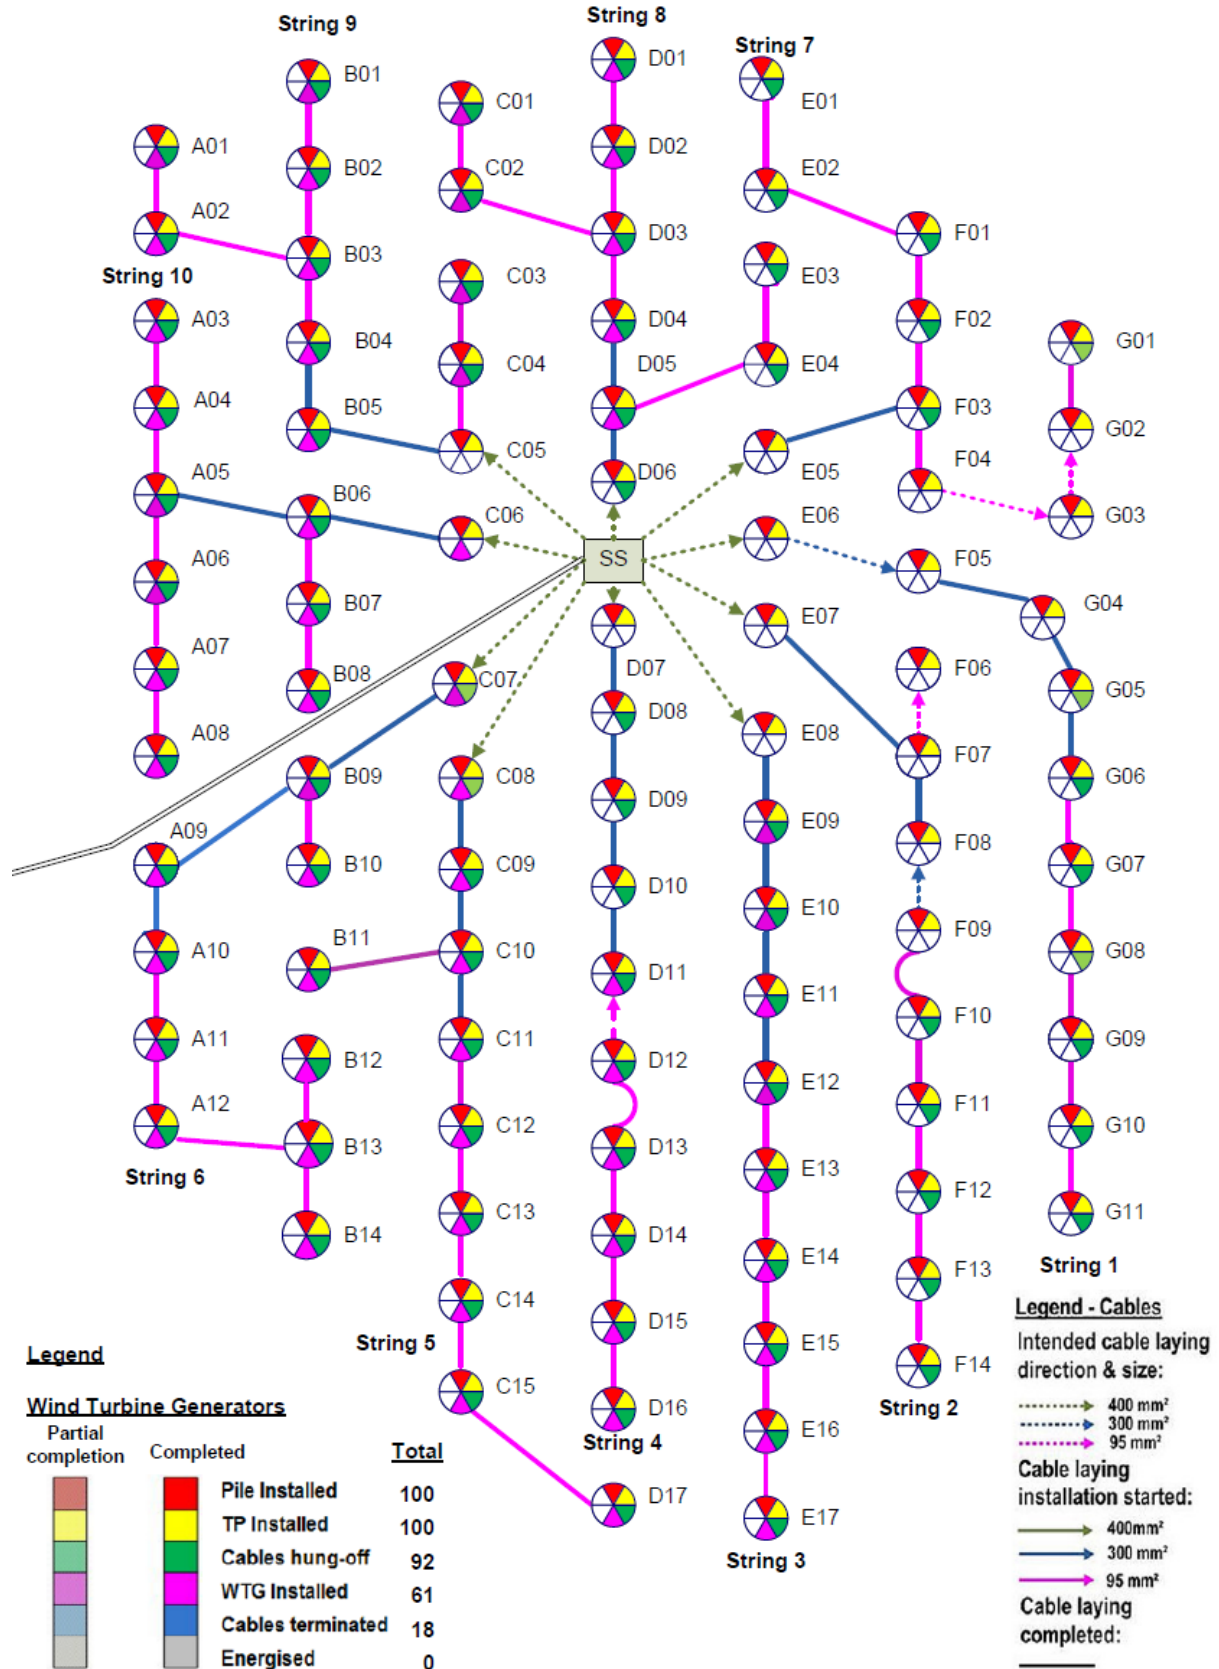 String 8
String 9
String 7
D01
B01
C01
E01
A01
D02
B02
C02
E02
A02
D03
F01
B03
E03
String 10
C03
A03
D04
F02
B04
G01
C04
D05
E04
A04
B05
F03
G02
C05
F04
A05
D06
E05
B06
C06
E06
G03
A06
SS
F05
B07
E07
G04
A07
D07
F06
B08
C07
D08
G05
A08
E08
F07
B09
C08
G06
D09
A09
E09
F08
B10
C09
G07
D10
B11
E10
F09
A10
C10
G08
D11
E11
F10
A11
B12
C11
G09
D12
E12
A12
F11
C12
G10
B13
D13
String 6
E13
F12
C13
G11
B14
D14
E14
String 1
F13
C14
Legend - Cables
D15
String 5
E15
Intended cable laying
direction & size:
Legend
F14
C15
400 mm²
300 mm²
95 mm²
D16
String 2
Wind Turbine Generators
E16
String 4
Partial
completion
Completed
Total
Cable laying
installation started:
Pile Installed 100
D17
E17
TP Installed 100
400mm²
String 3
300 mm²
Cables hung-off 92
95 mm²
WTG Installed 61
Cable laying
completed:
Cables terminated 18
Energised 0